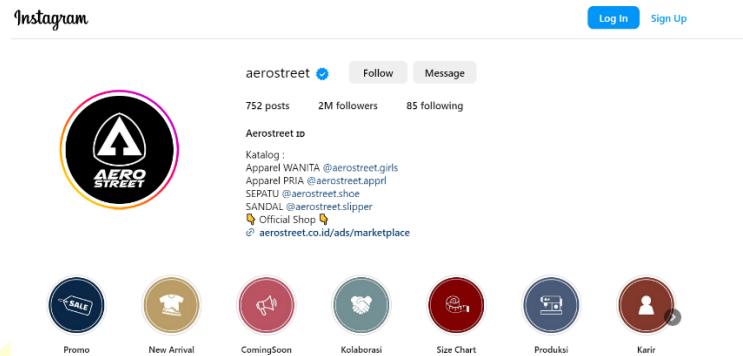 Instagram
Log In Sign Up
aerostreet Follow Message
752 posts 2M followers 85 following
Aerostreet ID
Katalog :
Apparel WANITA @aerostreet.girls
Apparel PRIA @aerostreet.apprl
SEPATU @aerostreet.shoe
SANDAL @aerostreet.slipper
👇 Official Shop 👇
aerostreet.co.id/ads/marketplace
AERO
STREET
SALE
Promo New Arrival ComingSoon Kolaborasi Size Chart Produksi Karir